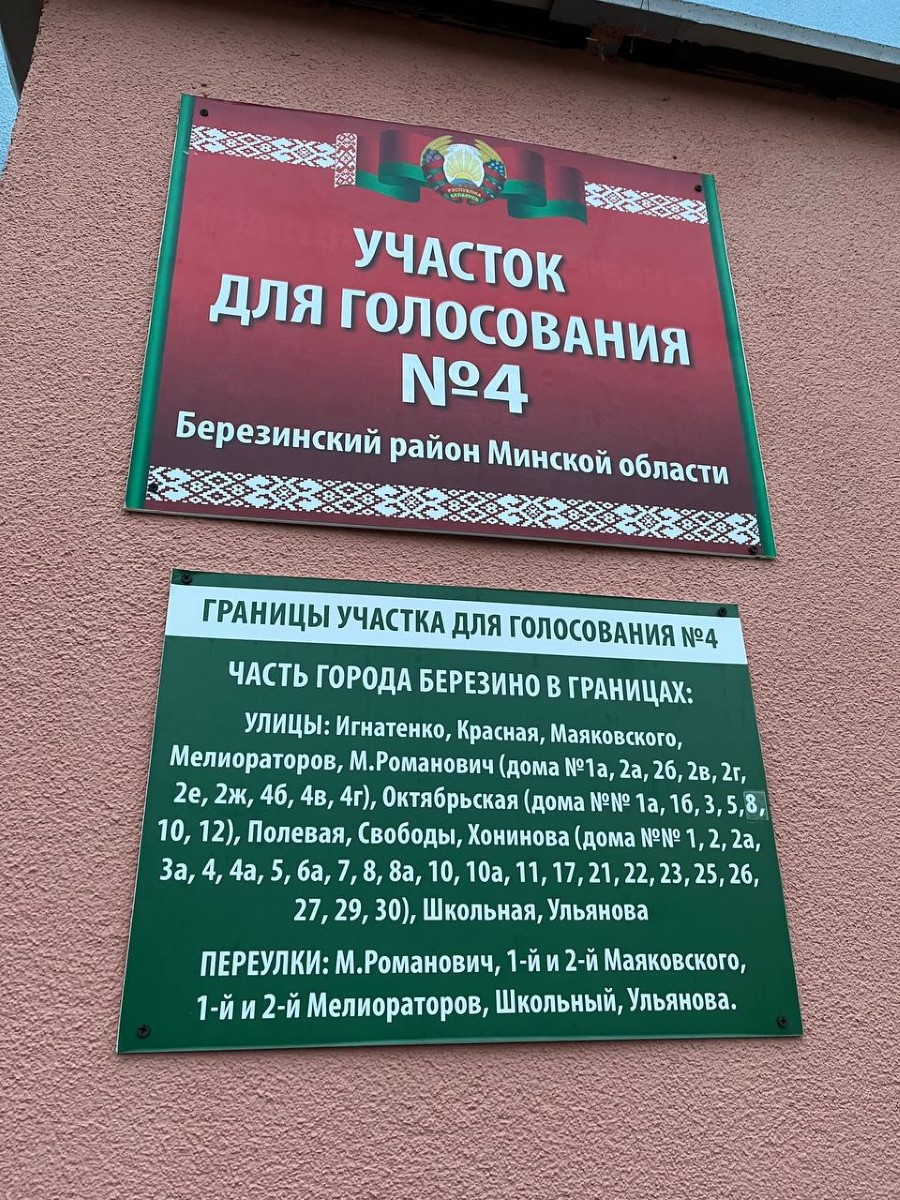 РЭСПУБЛІКА
БЕЛАРУСЬ
УЧАСТОК
ДЛЯ ГОЛОСОВАНИЯ
№4
Березинский район Минской области
ГРАНИЦЫ УЧАСТКА ДЛЯ ГОЛОСОВАНИЯ №4
ЧАСТЬ ГОРОДА БЕРЕЗИНО В ГРАНИЦАХ:
УЛИЦЫ: Игнатенко, Красная, Маяковского,
Мелиораторов, М.Романович (дома №1а, 2а, 2б, 2в, 2г,
2е, 2ж, 4б, 4в, 4г), Октябрьская (дома №№ 1а, 1б, 3, 5,8,
10, 12), Полевая, Свободы, Хонинова (дома №№ 1, 2, 2а,
3а, 4, 4а, 5, 6а, 7, 8, 8а, 10, 10а, 11, 17, 21, 22, 23, 25, 26,
27, 29, 30), Школьная, Ульянова
ПЕРЕУЛКИ: М.Романович, 1-й и 2-й Маяковского,
1-й и 2-й Мелиораторов, Школьный, Ульянова.